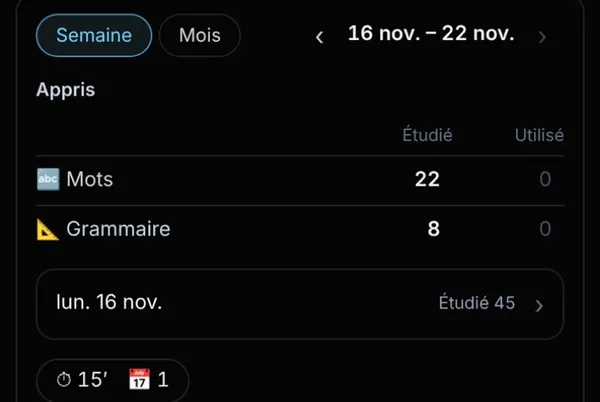 Semaine Mois ‹ 16 nov. – 22 nov. ›
Appris
Étudié Utilisé
🔤 Mots 22 0
📐 Grammaire 8 0
lun. 16 nov. Étudié 45 ›
⏱ 15′ 📅 1